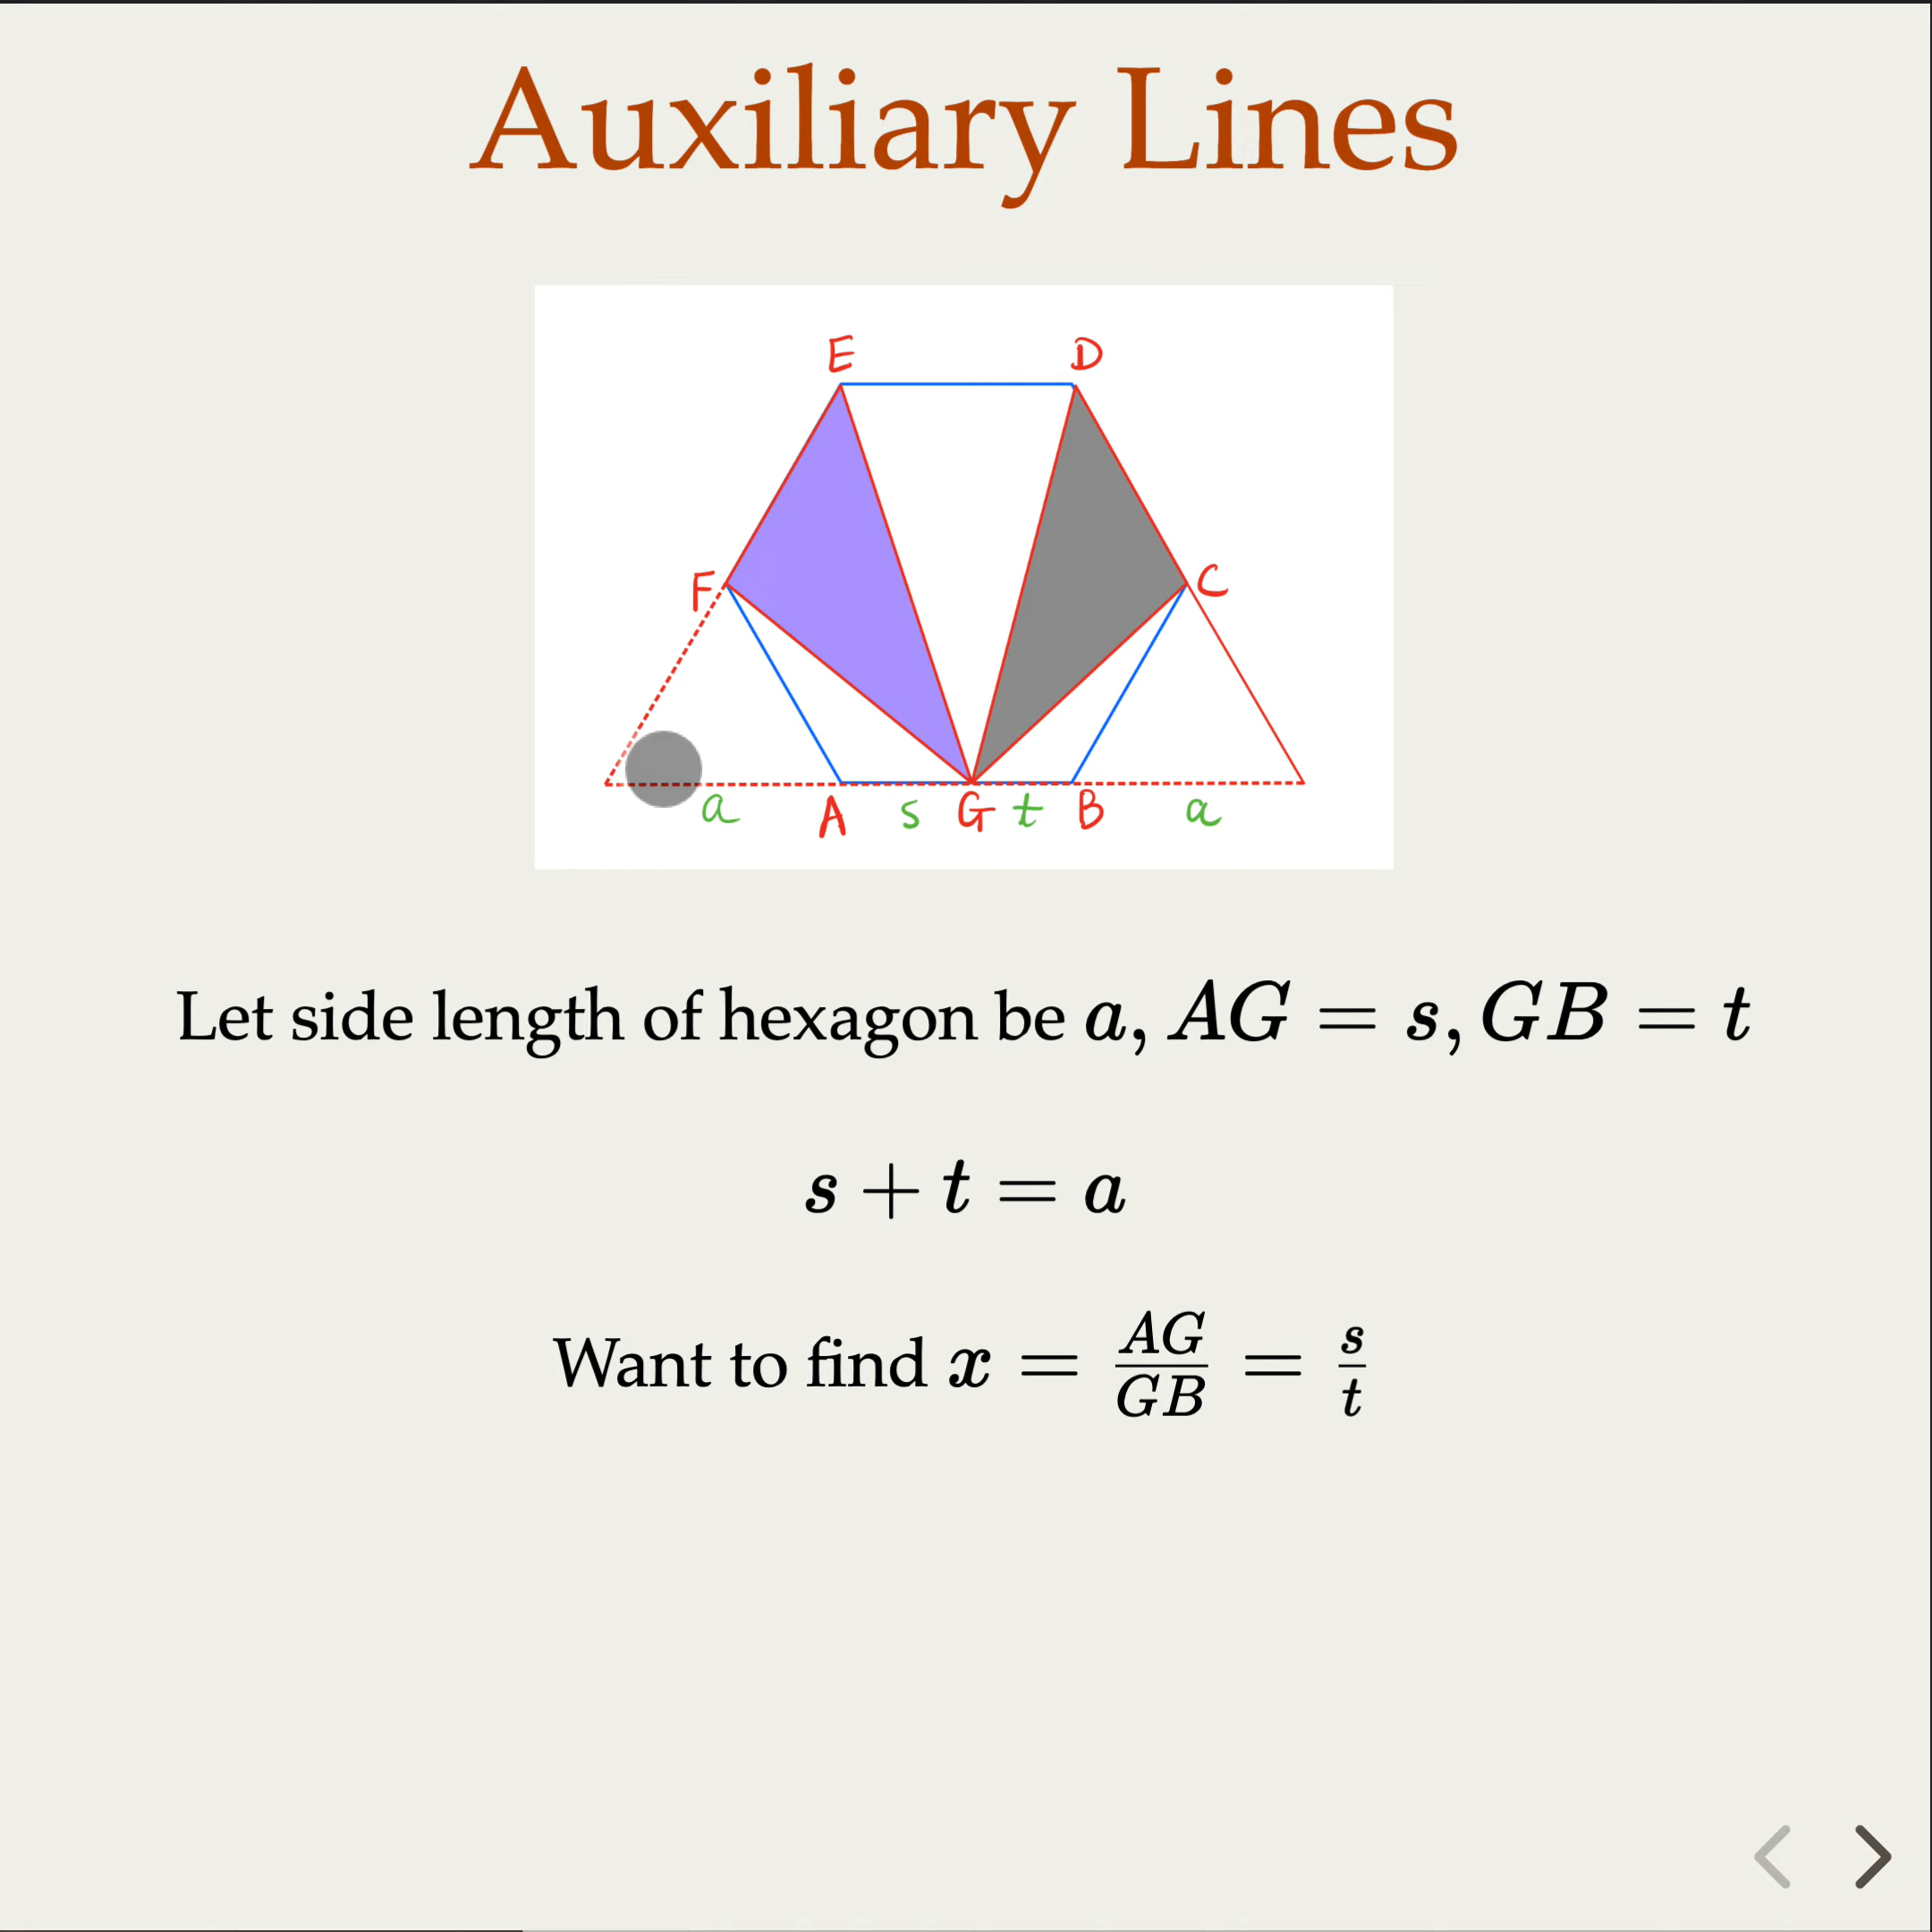 Auxiliary Lines
E D
F C
a A s G t B a
Let side length of hexagon be a, AG = s, GB = t
s + t = a
Want to find x = AG/GB = s/t